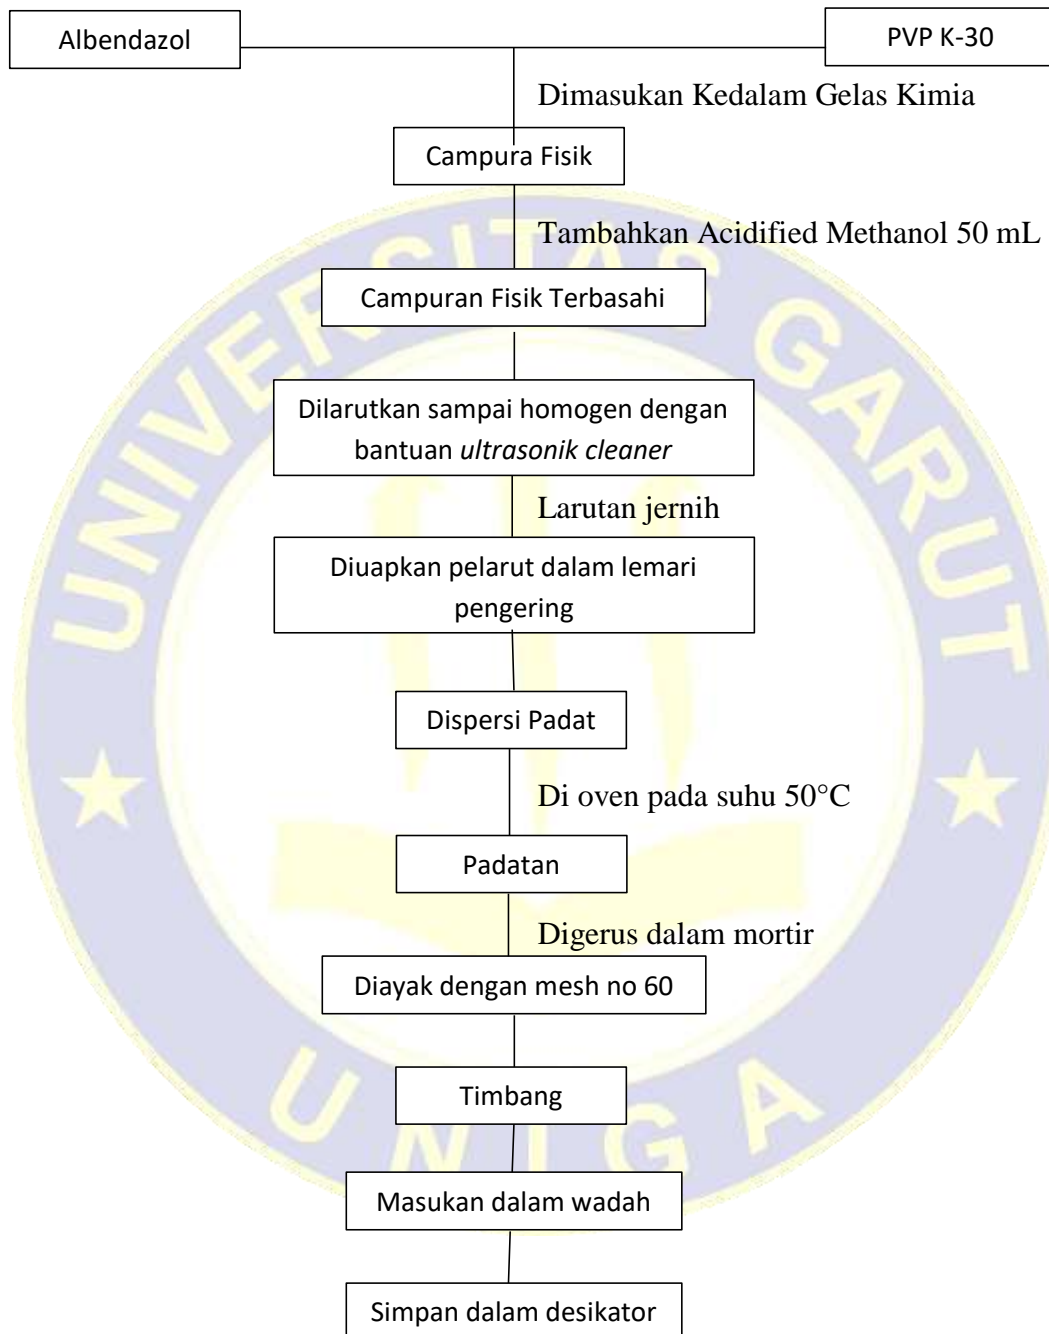 Albendazol
PVP K-30
Dimasukan Kedalam Gelas Kimia
Campura Fisik
Tambahkan Acidified Methanol 50 mL
Campuran Fisik Terbasahi
Dilarutkan sampai homogen dengan
bantuan ultrasonik cleaner
Larutan jernih
Diuapkan pelarut dalam lemari
pengering
Dispersi Padat
Di oven pada suhu 50°C
Padatan
Digerus dalam mortir
Diayak dengan mesh no 60
Timbang
Masukan dalam wadah
Simpan dalam desikator
UNIVERSITAS GARUT
UNIGA